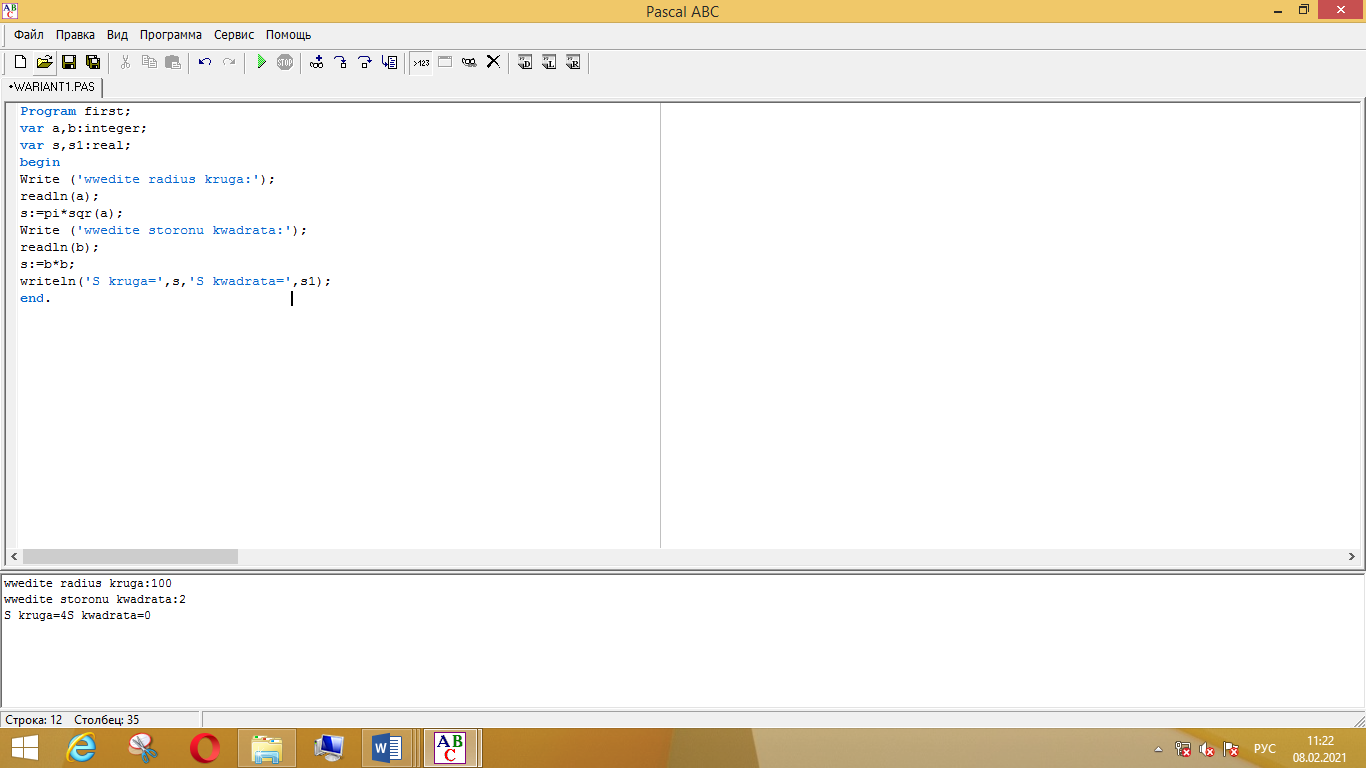 Pascal ABC
Файл Правка Вид Программа Сервис Помощь
•WARIANT1.PAS
Program first;
var a,b:integer;
var s,s1:real;
begin
Write ('wwedite radius kruga:');
readln(a);
s:=pi*sqr(a);
Write ('wwedite storonu kwadrata:');
readln(b);
s:=b*b;
writeln('S kruga=',s,'S kwadrata=',s1);
end.
wwedite radius kruga:100
wwedite storonu kwadrata:2
S kruga=4S kwadrata=0
Строка: 12 Столбец: 35
РУС
11:22
08.02.2021